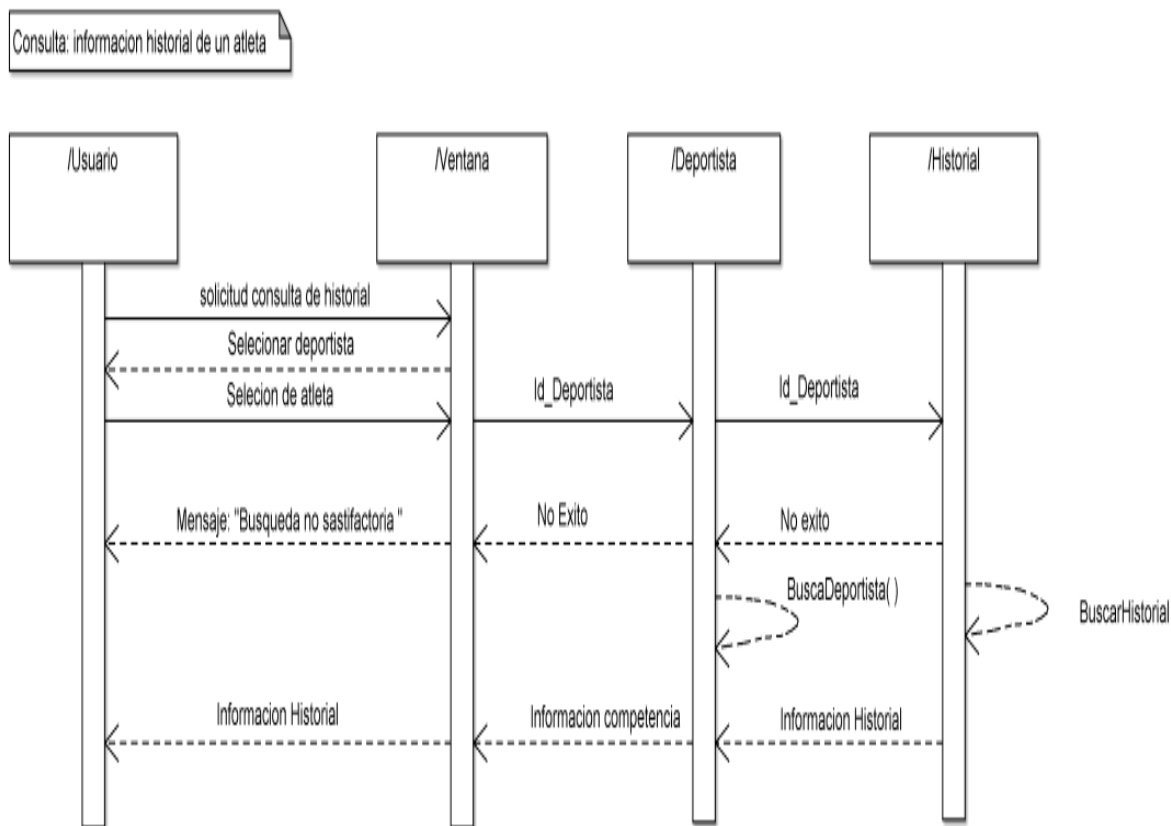 Consulta: informacion historial de un atleta
/Usuario
/Ventana
/Deportista
/Historial
solicitud consulta de historial
Selecionar deportista
Selecion de atleta
Id_Deportista
Id_Deportista
Mensaje: "Busqueda no sastifactoria "
No Exito
No exito
BuscaDeportista( )
BuscarHistorial
Informacion Historial
Informacion competencia
Informacion Historial